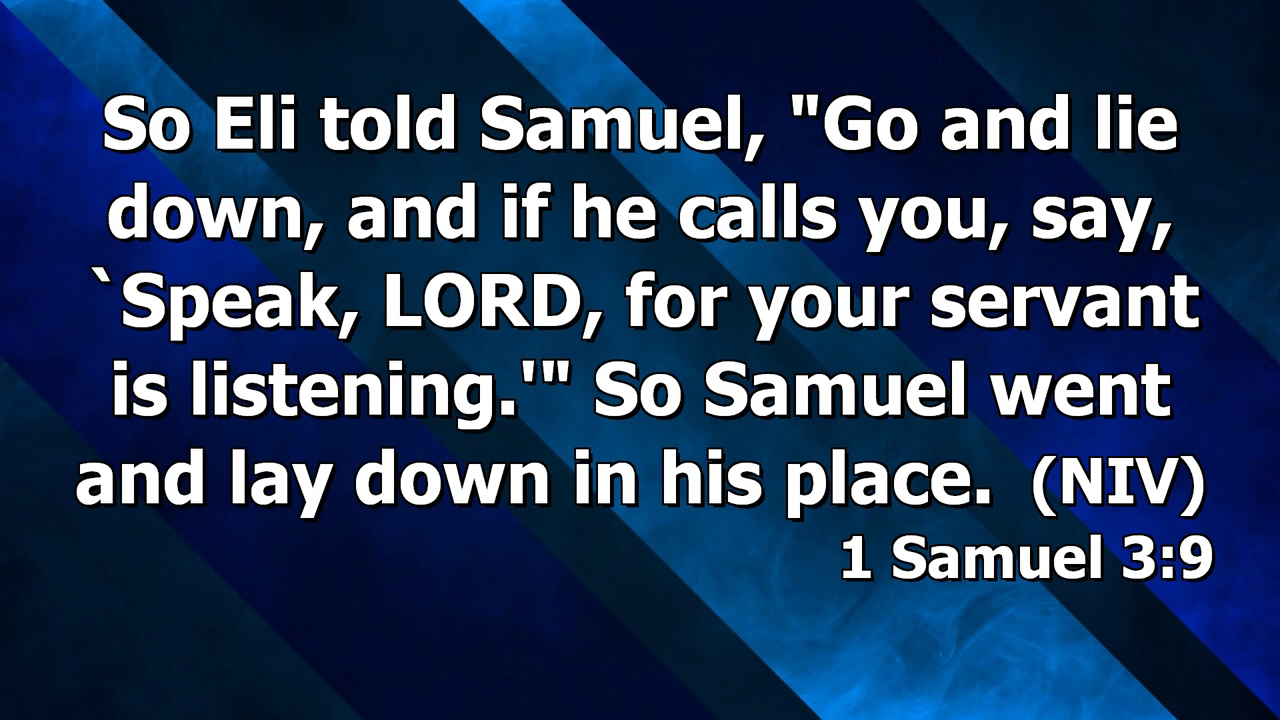 So Eli told Samuel, "Go and lie
down, and if he calls you, say,
`Speak, LORD, for your servant
is listening.'" So Samuel went
and lay down in his place. (NIV)
1 Samuel 3:9